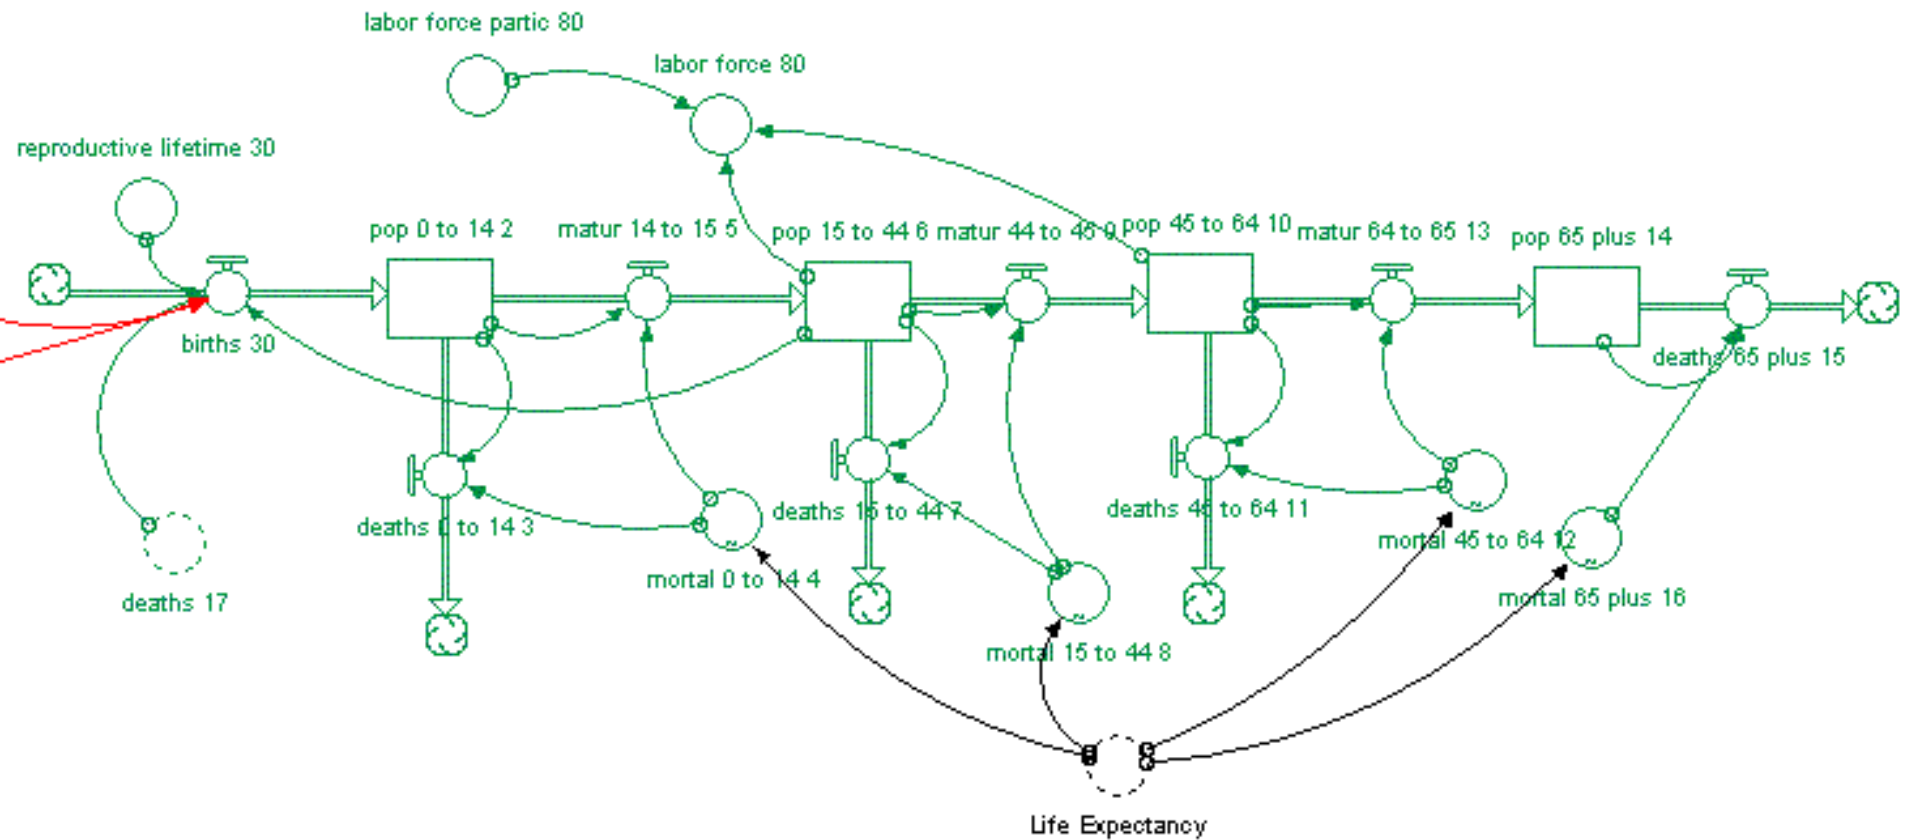 labor force partic 80
labor force 80
reproductive lifetime 30
pop 0 to 14 2
matur 14 to 15 5
pop 15 to 44 6
matur 44 to 45 9
pop 45 to 64 10
matur 64 to 65 13
pop 65 plus 14
births 30
deaths 65 plus 15
deaths 0 to 14 3
deaths 15 to 44 7
deaths 45 to 64 11
mortal 45 to 64 12
mortal 0 to 14 4
deaths 17
mortal 65 plus 16
mortal 15 to 44 8
Life Expectancy